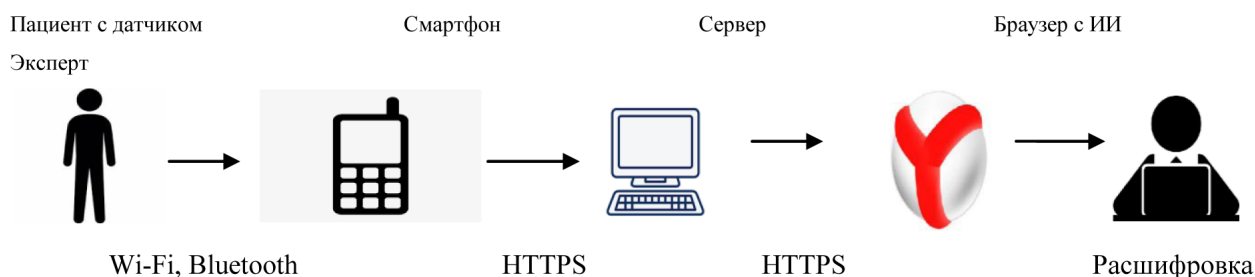 Пациент с датчиком Смартфон Сервер Браузер с ИИ
Эксперт
Wi-Fi, Bluetooth HTTPS HTTPS Расшифровка